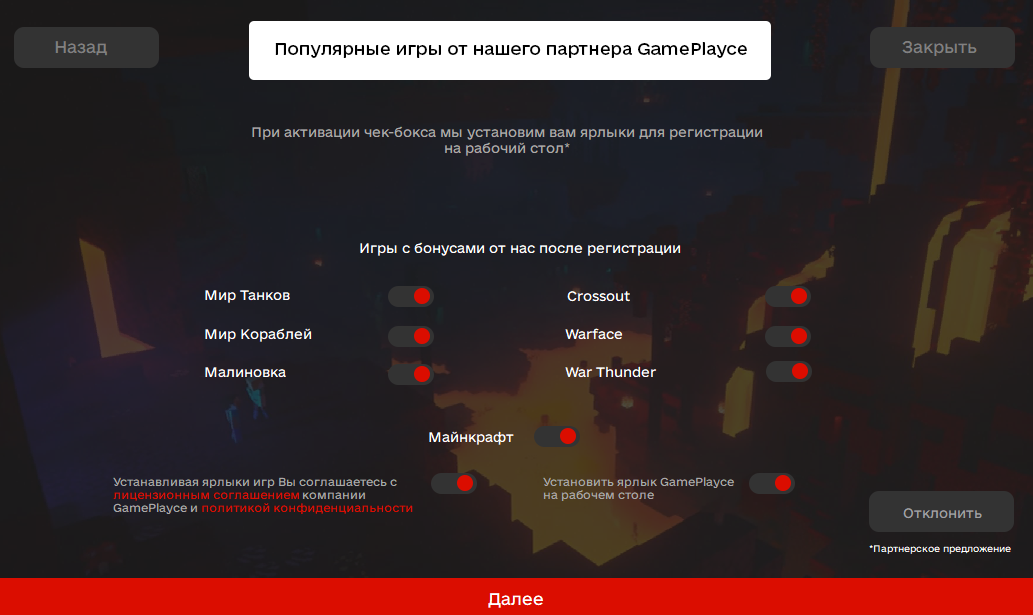 Назад
Популярные игры от нашего партнера GamePlayce
Закрыть
При активации чек-бокса мы установим вам ярлыки для регистрации
на рабочий стол*
Игры с бонусами от нас после регистрации
Мир Танков
Crossout
Мир Кораблей
Warface
Малиновка
War Thunder
Майнкрафт
Устанавливая ярлыки игр Вы соглашаетесь с
лицензионным соглашением компании
GamePlayce и политикой конфиденциальности
Установить ярлык GamePlayce
на рабочем столе
Отклонить
*Партнерское предложение
Далее